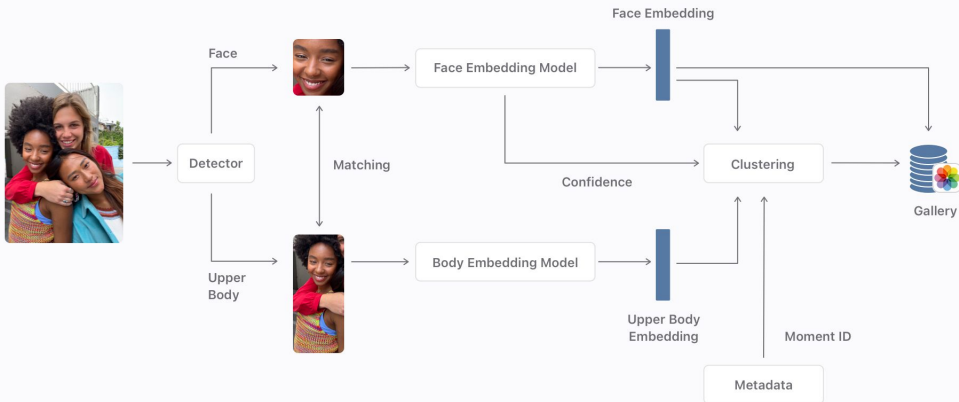 Face Embedding
Face
Face Embedding Model
Detector
Matching
Confidence
Clustering
Gallery
Upper
Body
Body Embedding Model
Upper Body
Embedding
Moment ID
Metadata